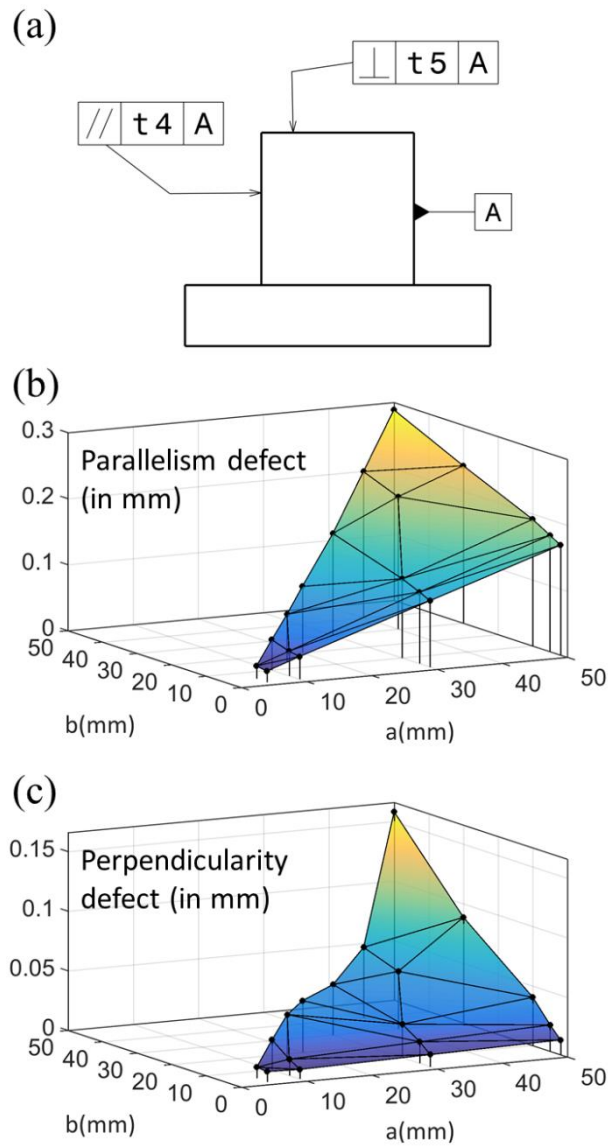 (a)
⊥ t5 A
// t4 A
A
(b)
0.3
Parallelism defect
(in mm)
0.2
0.1
0
50
40
30
20
10
0
b(mm)
0
10
20
30
40
50
a(mm)
(c)
0.15
Perpendicularity
defect (in mm)
0.1
0.05
0
50
40
30
20
10
0
b(mm)
0
10
20
30
40
50
a(mm)